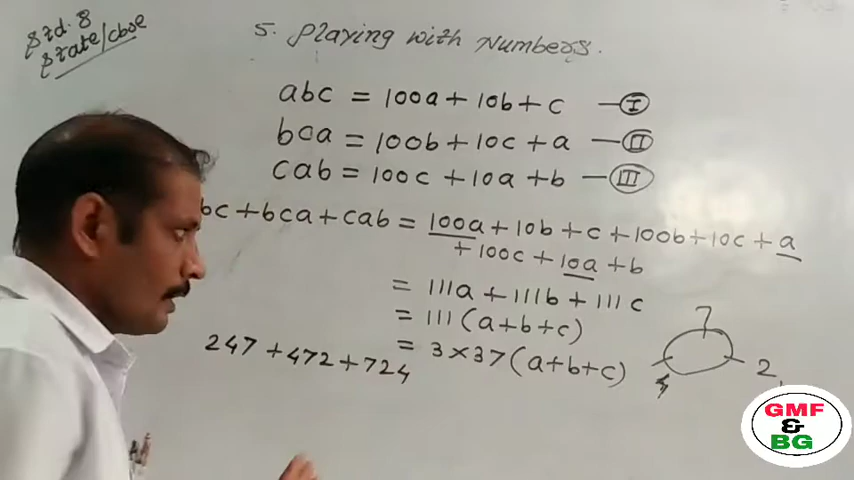 Std. 8
State/cbse
5. Playing with Numbers.
abc = 100a + 10b + c — I
bca = 100b + 10c + a — II
cab = 100c + 10a + b — III
bc + bca + cab = 100a + 10b + c + 100b + 10c + a
+ 100c + 10a + b
= 111a + 111b + 111c
= 111 (a+b+c)
= 3 × 37 (a+b+c)
247 + 472 + 724
7
2
4
GMF
&
BG